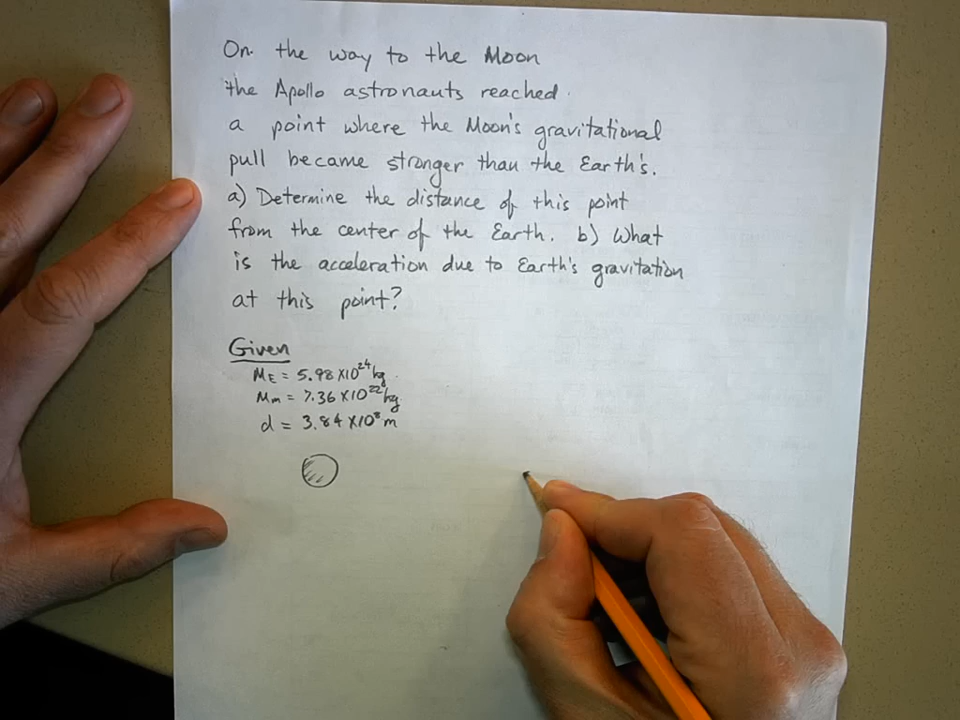 On the way to the Moon
the Apollo astronauts reached
a point where the Moon's gravitational
pull became stronger than the Earth's.
a) Determine the distance of this point
from the center of the Earth. b) What
is the acceleration due to Earth's gravitation
at this point?
Given
M_E = 5.98 X10^24 kg
M_m = 7.36 X10^22 kg
d = 3.84 X10^8 m